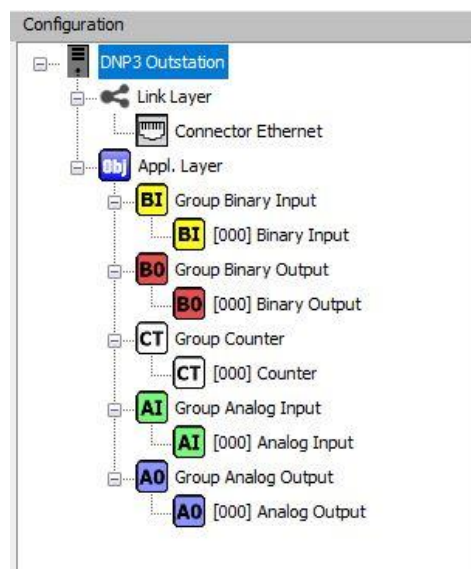 Configuration
DNP3 Outstation
Link Layer
Connector Ethernet
Obj Appl. Layer
BI Group Binary Input
BI [000] Binary Input
BO Group Binary Output
BO [000] Binary Output
CT Group Counter
CT [000] Counter
AI Group Analog Input
AI [000] Analog Input
AO Group Analog Output
AO [000] Analog Output